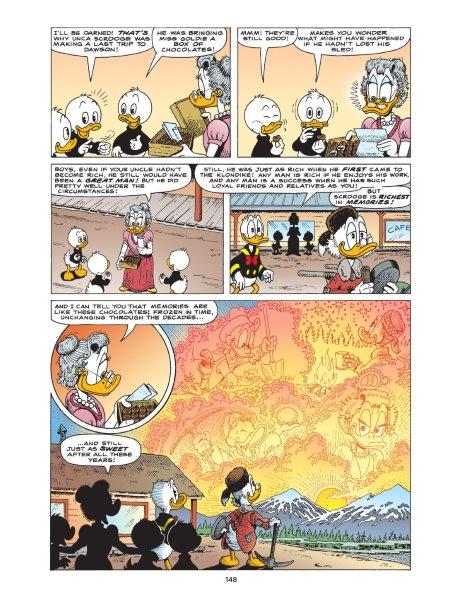 I'LL BE DARNED! THAT'S
WHY UNCA SCROOGE WAS
MAKING A LAST TRIP TO
DAWSON!
HE WAS BRINGING
MISS GOLDIE A
BOX OF
CHOCOLATES!
MMM! THEY'RE
STILL GOOD!
MAKES YOU WONDER
WHAT MIGHT HAVE HAPPENED
IF HE HADN'T LOST HIS
SLED!
BOYS, EVEN IF YOUR UNCLE HADN'T
BECOME RICH, HE STILL WOULD HAVE
BEEN A GREAT MAN! BUT HE DID
PRETTY WELL UNDER THE
CIRCUMSTANCES!
STILL, HE WAS JUST AS RICH WHEN HE FIRST CAME TO
THE KLONDIKE! ANY MAN IS RICH IF HE ENJOYS HIS WORK,
AND ANY MAN IS A SUCCESS WHEN HE HAS SUCH
LOYAL FRIENDS AND RELATIVES AS YOU!
BUT
SCROOGE IS RICHEST
IN MEMORIES!
CAFE
AND I CAN TELL YOU THAT MEMORIES ARE
LIKE THESE CHOCOLATES! FROZEN IN TIME,
UNCHANGING THROUGH THE DECADES...
...AND STILL
JUST AS SWEET
AFTER ALL THESE
YEARS!
148